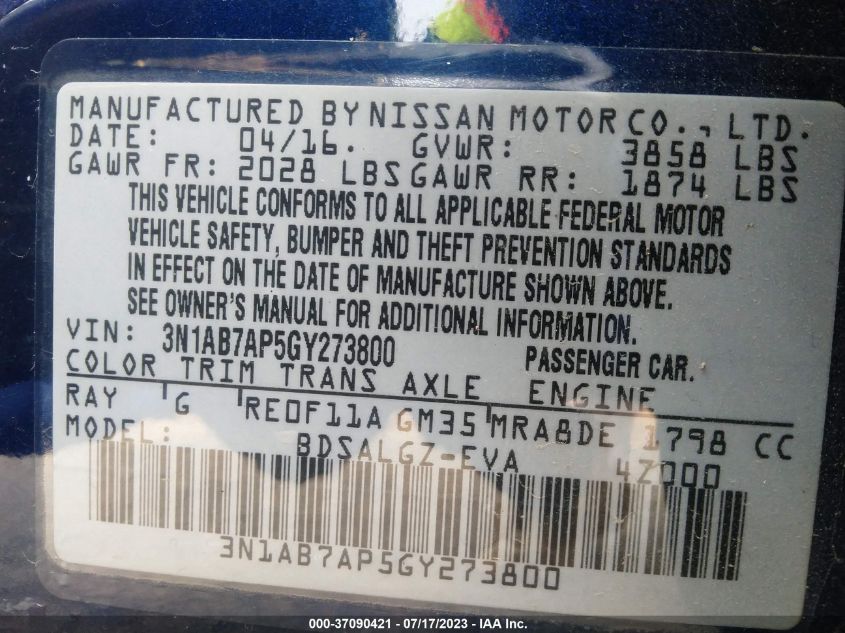 MANUFACTURED BY NISSAN MOTOR CO., LTD.
DATE: 04/16. GVWR: 3858 LBS
GAWR FR: 2028 LBS GAWR RR: 1874 LBS
THIS VEHICLE CONFORMS TO ALL APPLICABLE FEDERAL MOTOR
VEHICLE SAFETY, BUMPER AND THEFT PREVENTION STANDARDS
IN EFFECT ON THE DATE OF MANUFACTURE SHOWN ABOVE.
SEE OWNER'S MANUAL FOR ADDITIONAL INFORMATION.
VIN: 3N1AB7AP5GY273800 PASSENGER CAR.
COLOR TRIM TRANS AXLE ENGINE
RAY G RE0F11A GM35 MRA8DE 1798 CC
MODEL: BDSALGZ-EVA 4Z000
3N1AB7AP5GY273800
000-37090421 / 07/17/2023 - IAA Inc.